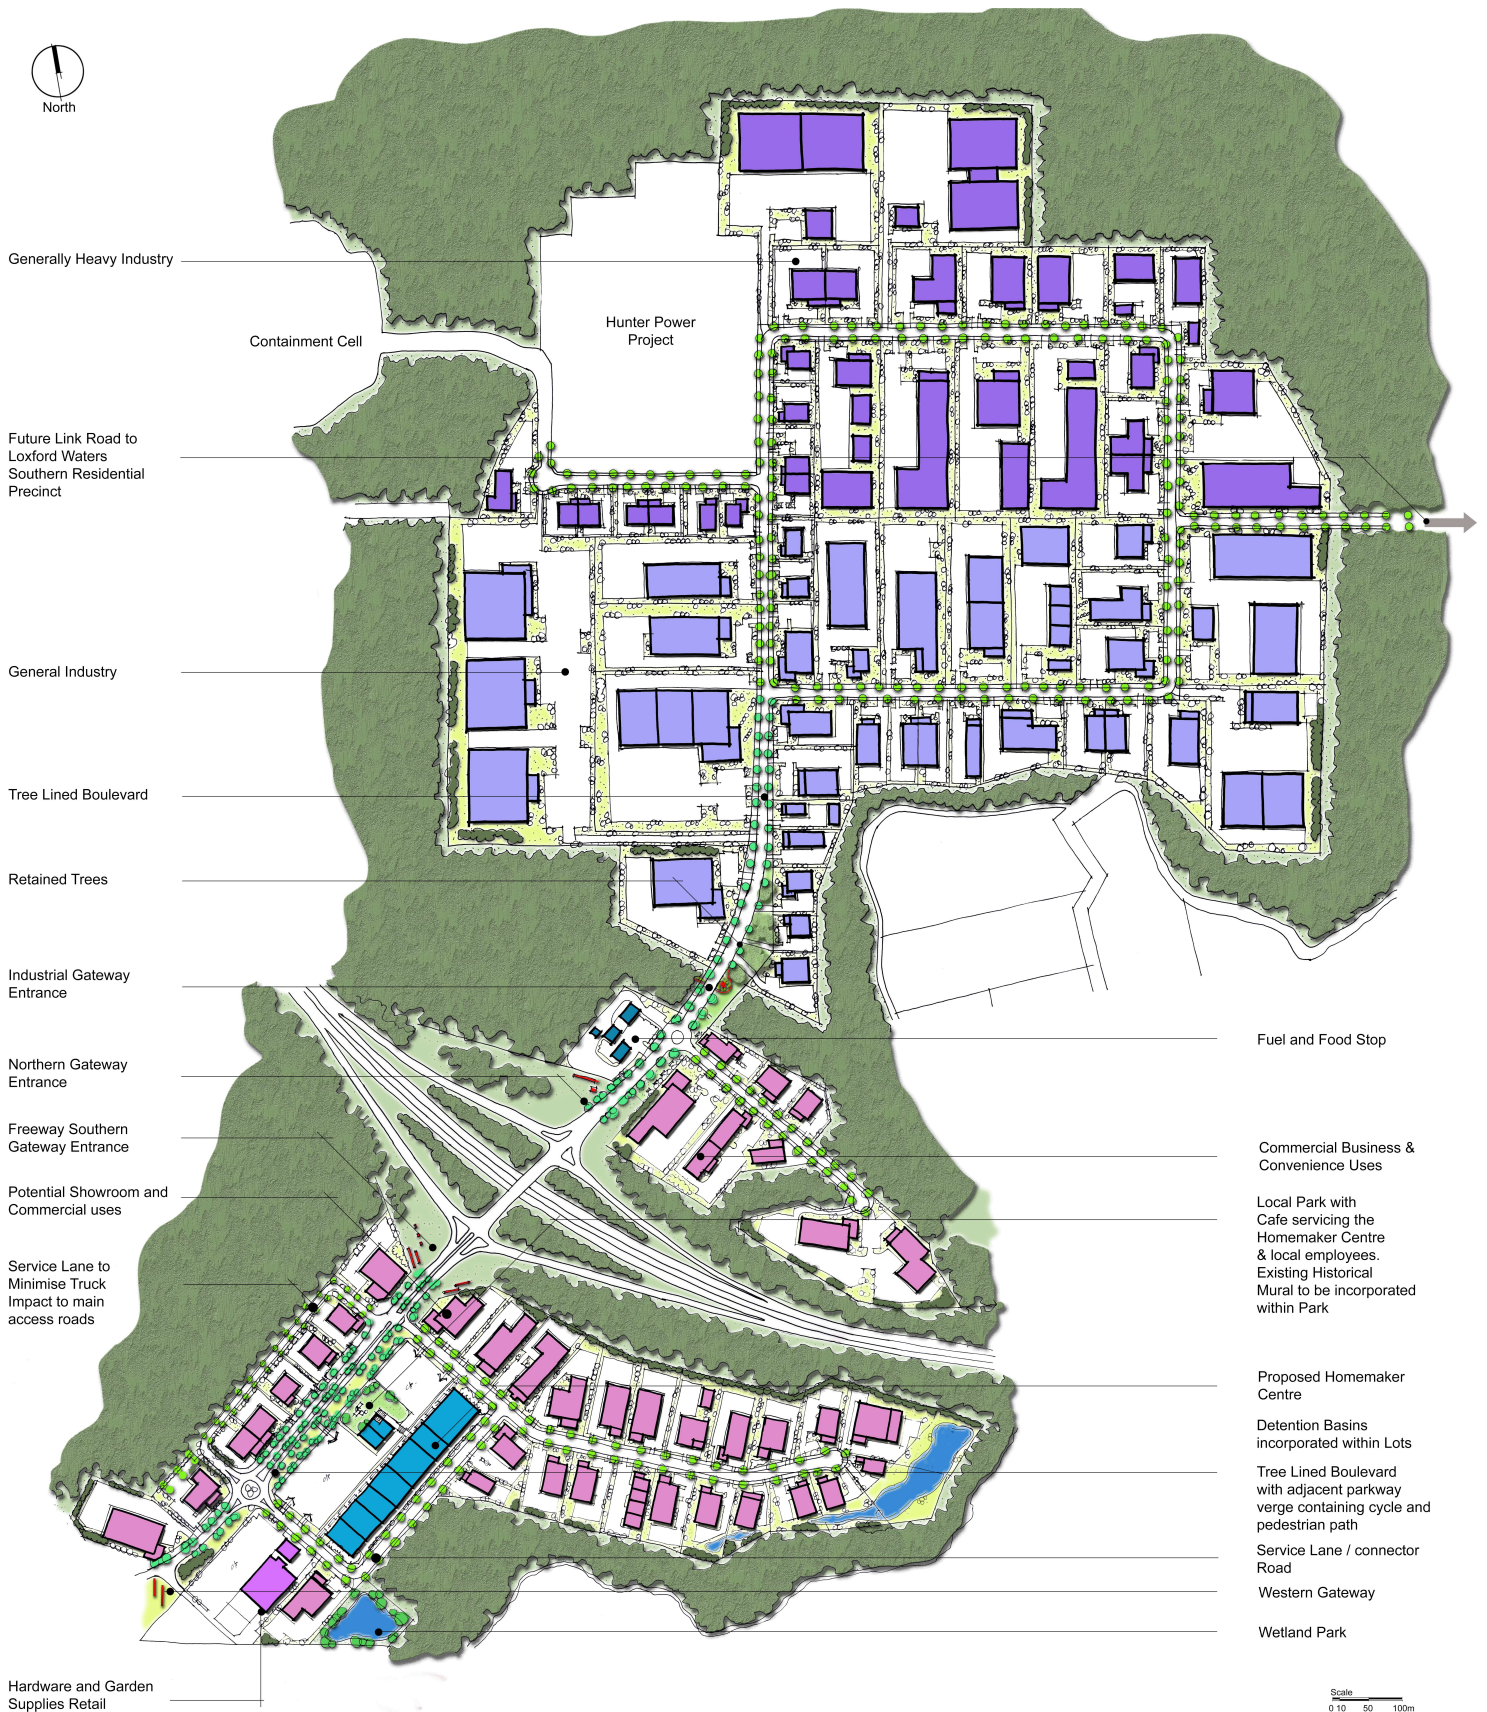 North
Generally Heavy Industry
Hunter Power
Project
Containment Cell
Future Link Road to
Loxford Waters
Southern Residential
Precinct
General Industry
Tree Lined Boulevard
Retained Trees
Industrial Gateway
Entrance
Northern Gateway
Entrance
Freeway Southern
Gateway Entrance
Potential Showroom and
Commercial uses
Service Lane to
Minimise Truck
Impact to main
access roads
Hardware and Garden
Supplies Retail
Fuel and Food Stop
Commercial Business &
Convenience Uses
Local Park with
Cafe servicing the
Homemaker Centre
& local employees.
Existing Historical
Mural to be incorporated
within Park
Proposed Homemaker
Centre
Detention Basins
incorporated within Lots
Tree Lined Boulevard
with adjacent parkway
verge containing cycle and
pedestrian path
Service Lane / connector
Road
Western Gateway
Wetland Park
Scale
0 10 50 100m